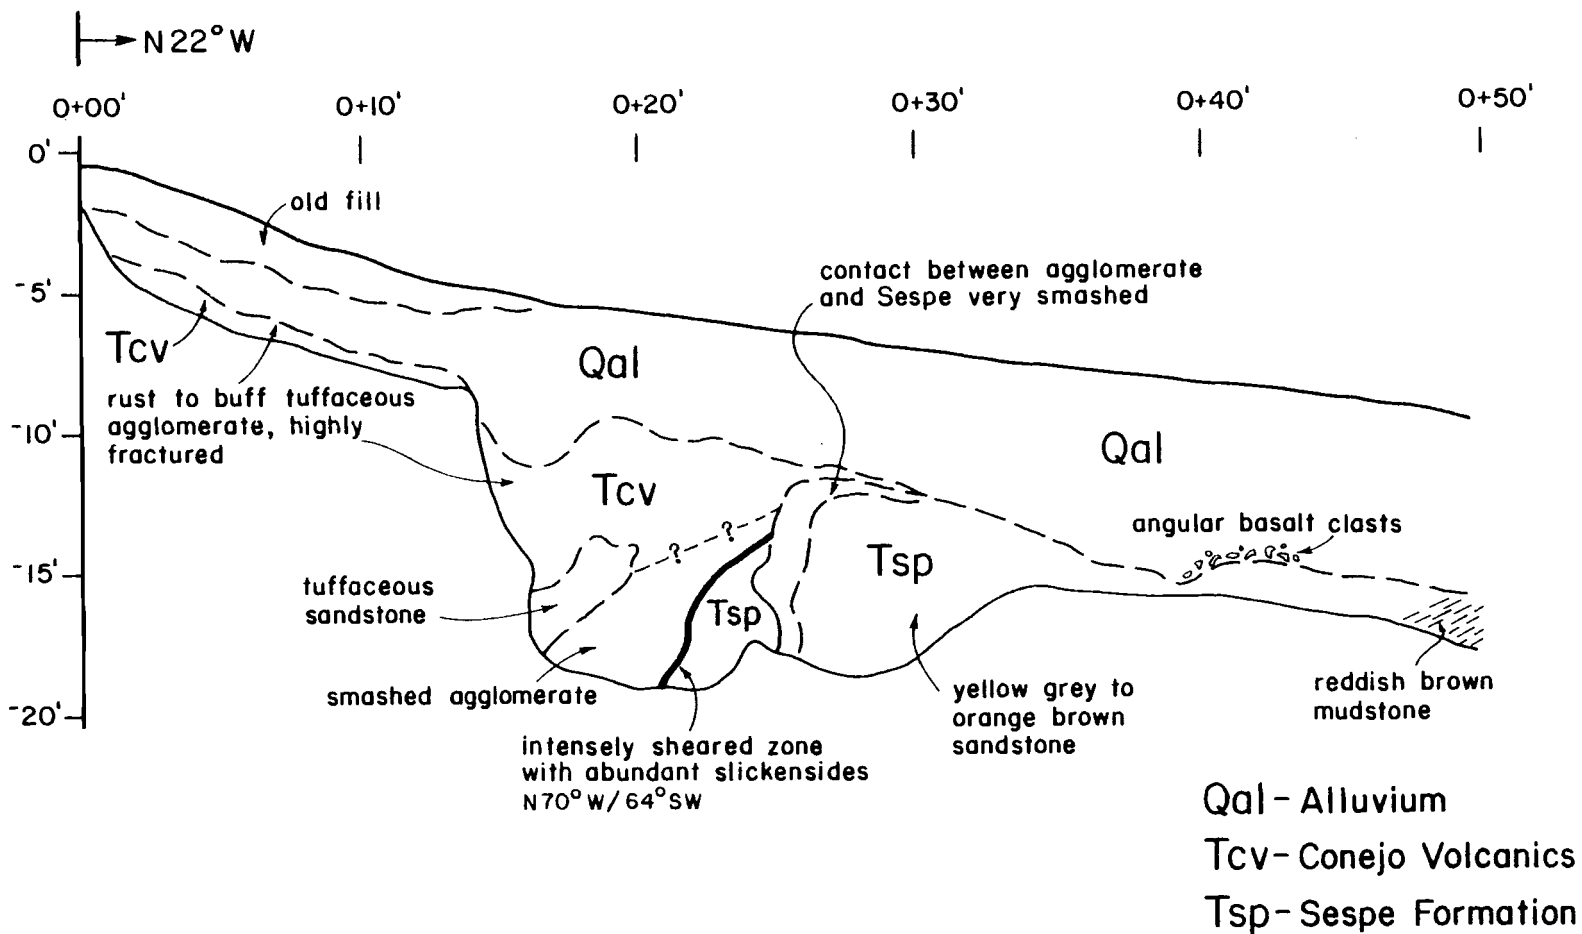 N22°W
0+00' 0+10' 0+20' 0+30' 0+40' 0+50'
0'
old fill
contact between agglomerate
and Sespe very smashed
-5'
Tcv
Qal
rust to buff tuffaceous
agglomerate, highly
fractured
-10'
Qal
Tcv
angular basalt clasts
? ?
Tsp
-15'
tuffaceous
sandstone
Tsp
smashed agglomerate
yellow grey to
orange brown
sandstone
reddish brown
mudstone
-20'
intensely sheared zone
with abundant slickensides
N70°W/64°SW
Qal - Alluvium
Tcv - Conejo Volcanics
Tsp - Sespe Formation